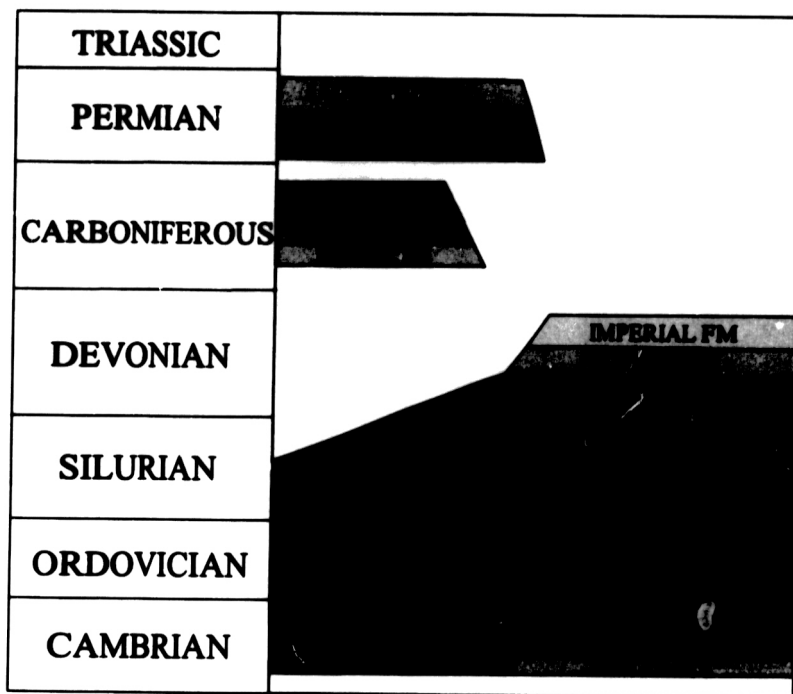 TRIASSIC
PERMIAN
CARBONIFEROUS
DEVONIAN
IMPERIAL FM
SILURIAN
ORDOVICIAN
CAMBRIAN